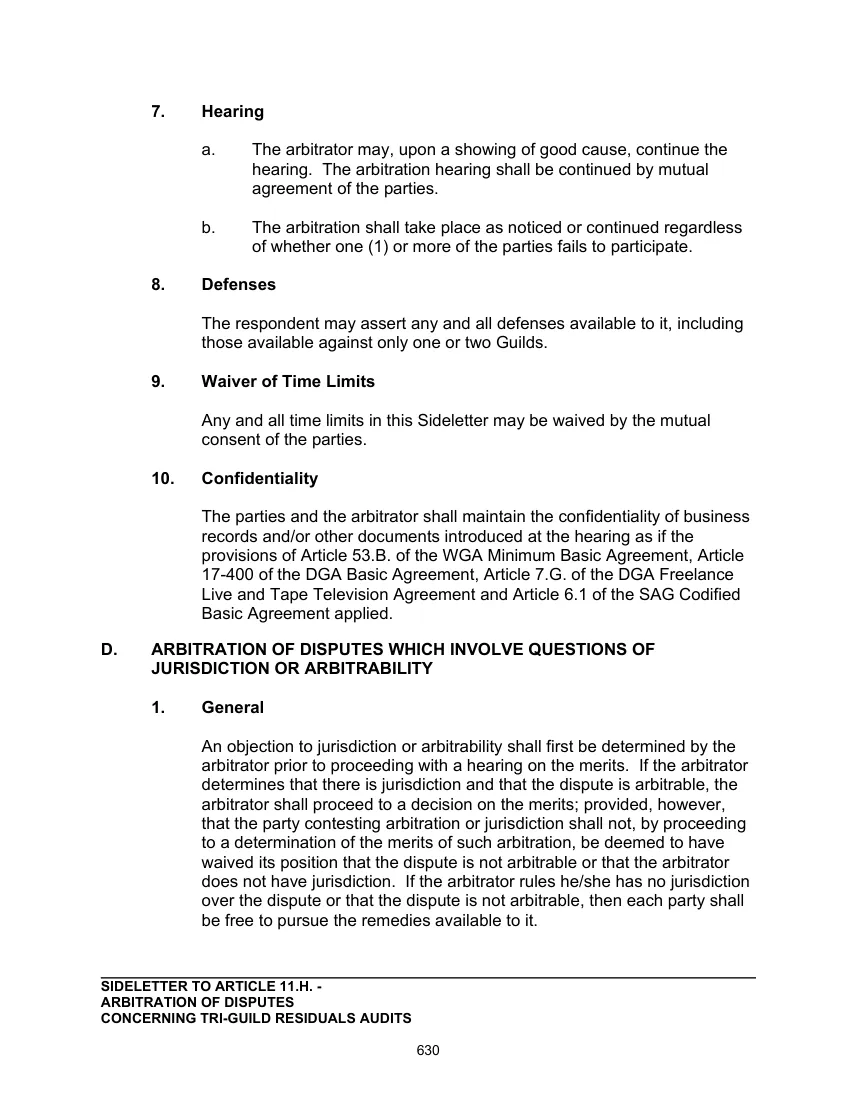 7. Hearing
a. The arbitrator may, upon a showing of good cause, continue the
hearing. The arbitration hearing shall be continued by mutual
agreement of the parties.
b. The arbitration shall take place as noticed or continued regardless
of whether one (1) or more of the parties fails to participate.
8. Defenses
The respondent may assert any and all defenses available to it, including
those available against only one or two Guilds.
9. Waiver of Time Limits
Any and all time limits in this Sideletter may be waived by the mutual
consent of the parties.
10. Confidentiality
The parties and the arbitrator shall maintain the confidentiality of business
records and/or other documents introduced at the hearing as if the
provisions of Article 53.B. of the WGA Minimum Basic Agreement, Article
17-400 of the DGA Basic Agreement, Article 7.G. of the DGA Freelance
Live and Tape Television Agreement and Article 6.1 of the SAG Codified
Basic Agreement applied.
D. ARBITRATION OF DISPUTES WHICH INVOLVE QUESTIONS OF
JURISDICTION OR ARBITRABILITY
1. General
An objection to jurisdiction or arbitrability shall first be determined by the
arbitrator prior to proceeding with a hearing on the merits. If the arbitrator
determines that there is jurisdiction and that the dispute is arbitrable, the
arbitrator shall proceed to a decision on the merits; provided, however,
that the party contesting arbitration or jurisdiction shall not, by proceeding
to a determination of the merits of such arbitration, be deemed to have
waived its position that the dispute is not arbitrable or that the arbitrator
does not have jurisdiction. If the arbitrator rules he/she has no jurisdiction
over the dispute or that the dispute is not arbitrable, then each party shall
be free to pursue the remedies available to it.
SIDELETTER TO ARTICLE 11.H. -
ARBITRATION OF DISPUTES
CONCERNING TRI-GUILD RESIDUALS AUDITS
630